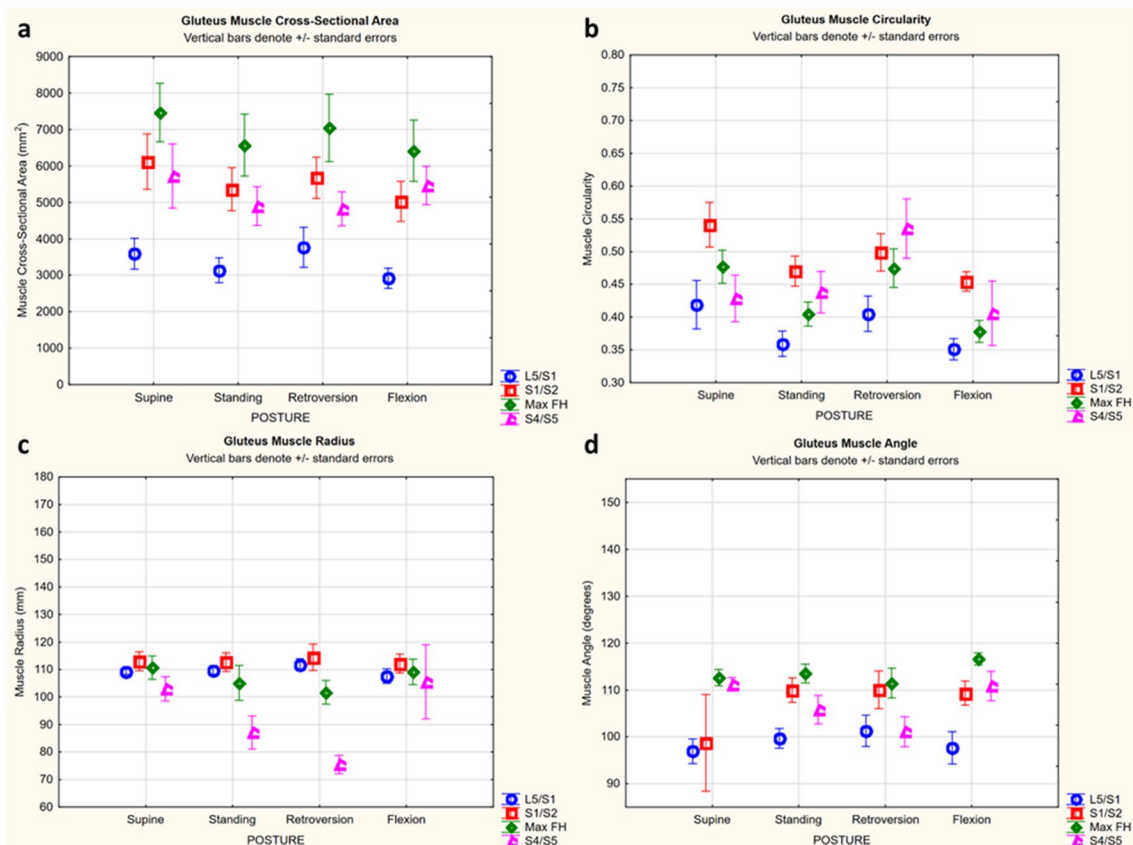 a
Gluteus Muscle Cross-Sectional Area
Vertical bars denote +/- standard errors
Muscle Cross-Sectional Area (mm²)
9000
8000
7000
6000
5000
4000
3000
2000
1000
0
Supine Standing Retroversion Flexion
POSTURE
L5/S1
S1/S2
Max FH
S4/S5
b
Gluteus Muscle Circularity
Vertical bars denote +/- standard errors
Muscle Circularity
0.80
0.75
0.70
0.65
0.60
0.55
0.50
0.45
0.40
0.35
0.30
Supine Standing Retroversion Flexion
POSTURE
L5/S1
S1/S2
Max FH
S4/S5
c
Gluteus Muscle Radius
Vertical bars denote +/- standard errors
Muscle Radius (mm)
180
170
160
150
140
130
120
110
100
90
80
70
60
Supine Standing Retroversion Flexion
POSTURE
L5/S1
S1/S2
Max FH
S4/S5
d
Gluteus Muscle Angle
Vertical bars denote +/- standard errors
Muscle Angle (degrees)
150
140
130
120
110
100
90
Supine Standing Retroversion Flexion
POSTURE
L5/S1
S1/S2
Max FH
S4/S5